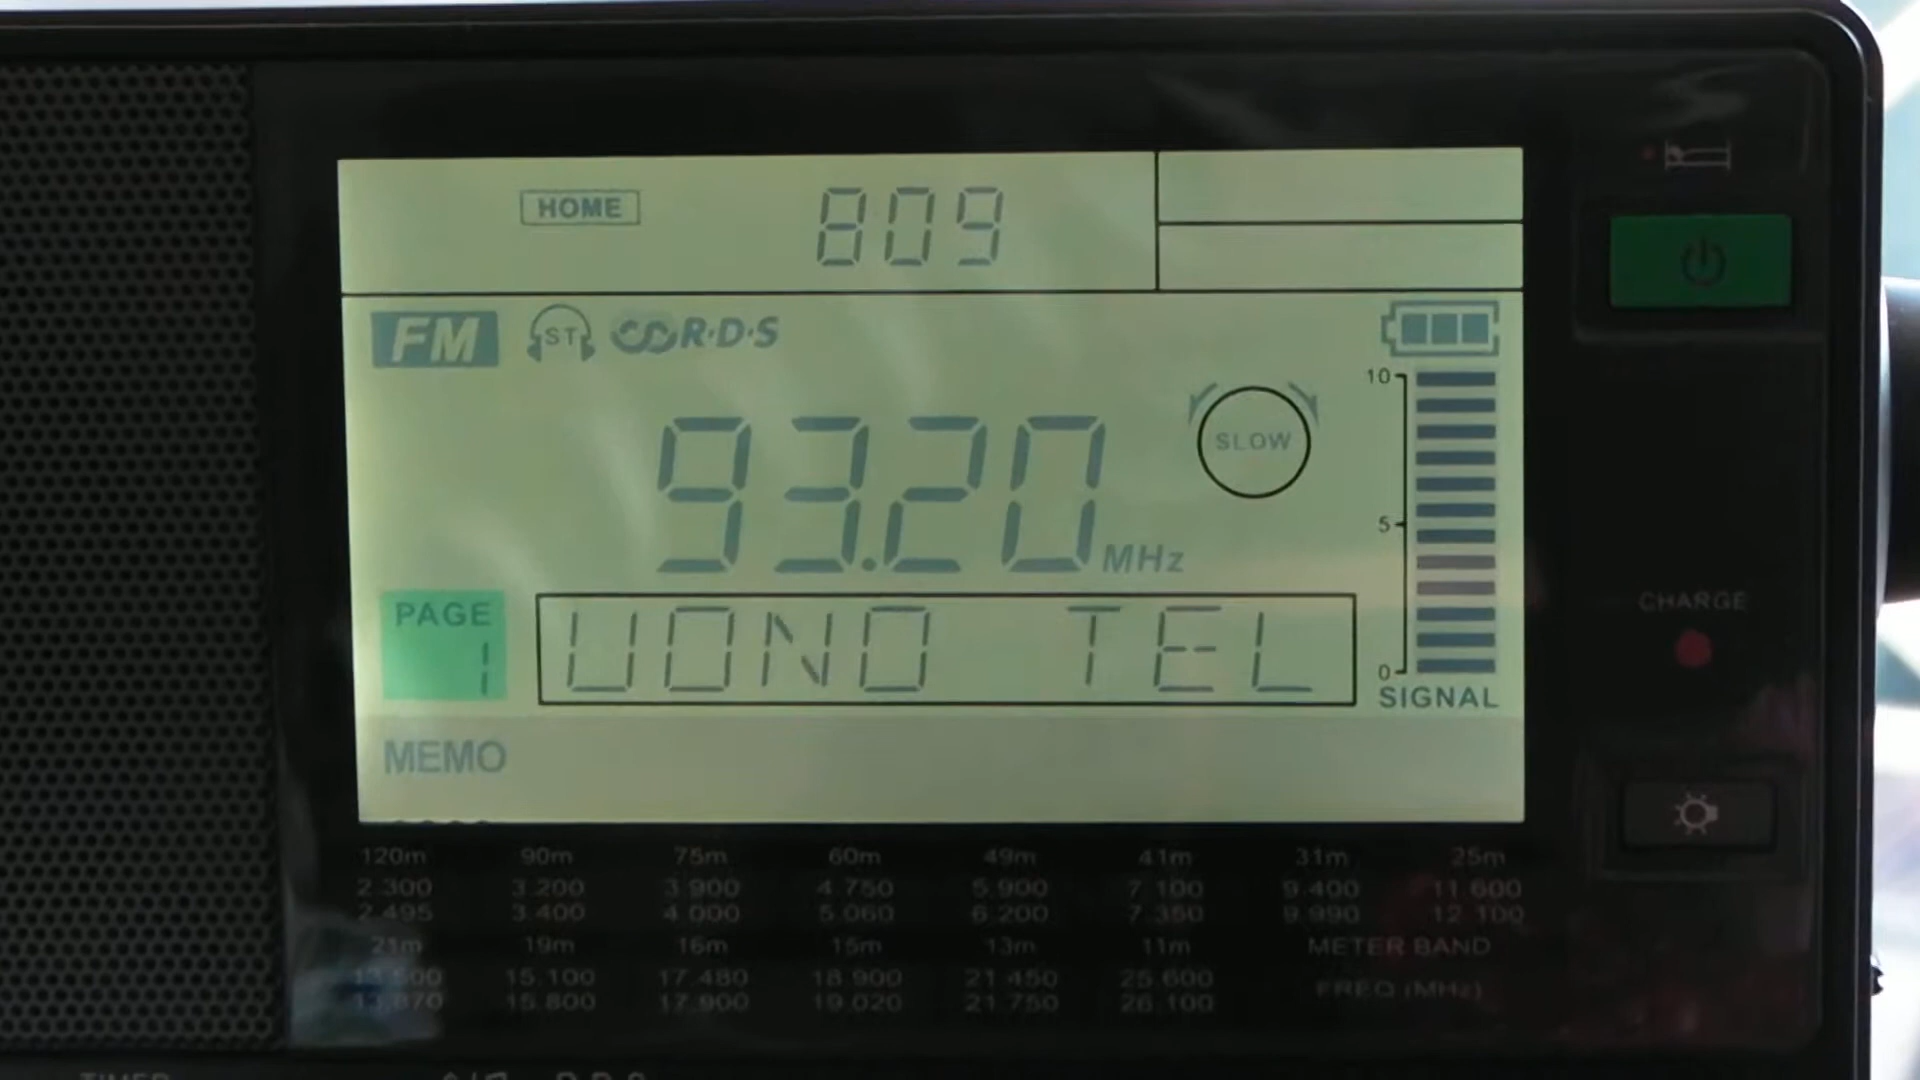 HOME 809
FM ST R·D·S
10
SLOW
93.20 MHz
5
PAGE
1
UONO TEL
0
SIGNAL
CHARGE
MEMO
120m 90m 75m 60m 49m 41m 31m 25m
2.300 3.200 3.900 4.750 5.900 7.100 9.400 11.600
2.495 3.400 4.000 5.060 6.200 7.350 9.990 12.100
21m 19m 16m 15m 13m 11m METER BAND
15.100 17.480 18.900 21.450 25.600 FREQ (MHz)
13.870 15.800 17.900 19.020 21.750 26.100
TIMER R·D·S